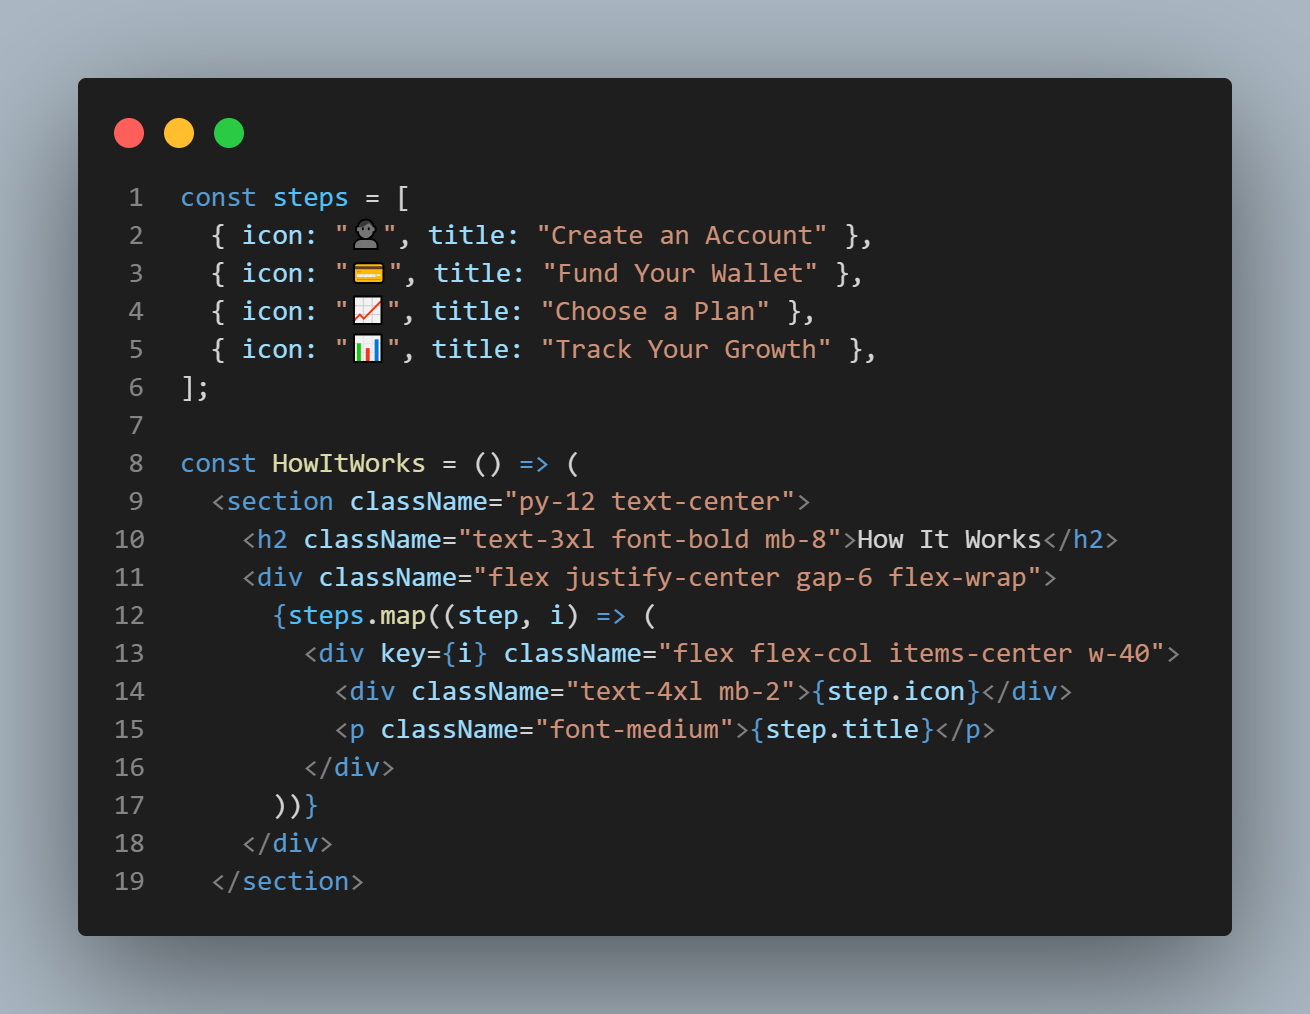 1 const steps = [
2   { icon: "👤", title: "Create an Account" },
3   { icon: "💳", title: "Fund Your Wallet" },
4   { icon: "📈", title: "Choose a Plan" },
5   { icon: "📊", title: "Track Your Growth" },
6 ];
7
8 const HowItWorks = () => (
9   <section className="py-12 text-center">
10     <h2 className="text-3xl font-bold mb-8">How It Works</h2>
11     <div className="flex justify-center gap-6 flex-wrap">
12       {steps.map((step, i) => (
13         <div key={i} className="flex flex-col items-center w-40">
14           <div className="text-4xl mb-2">{step.icon}</div>
15           <p className="font-medium">{step.title}</p>
16         </div>
17       ))}
18     </div>
19   </section>